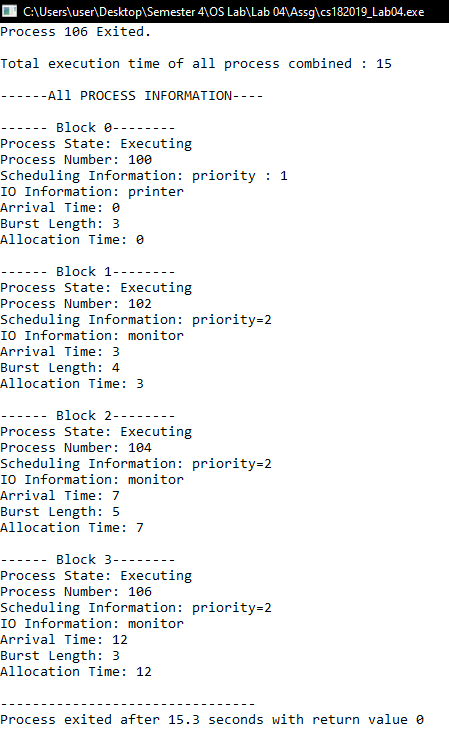 C:\Users\user\Desktop\Semester 4\OS Lab\Lab 04\Assg\cs182019_Lab04.exe
Process 106 Exited.
Total execution time of all process combined : 15
------All PROCESS INFORMATION----
------ Block 0--------
Process State: Executing
Process Number: 100
Scheduling Information: priority : 1
IO Information: printer
Arrival Time: 0
Burst Length: 3
Allocation Time: 0
------ Block 1--------
Process State: Executing
Process Number: 102
Scheduling Information: priority=2
IO Information: monitor
Arrival Time: 3
Burst Length: 4
Allocation Time: 3
------ Block 2--------
Process State: Executing
Process Number: 104
Scheduling Information: priority=2
IO Information: monitor
Arrival Time: 7
Burst Length: 5
Allocation Time: 7
------ Block 3--------
Process State: Executing
Process Number: 106
Scheduling Information: priority=2
IO Information: monitor
Arrival Time: 12
Burst Length: 3
Allocation Time: 12
--------------------------------
Process exited after 15.3 seconds with return value 0